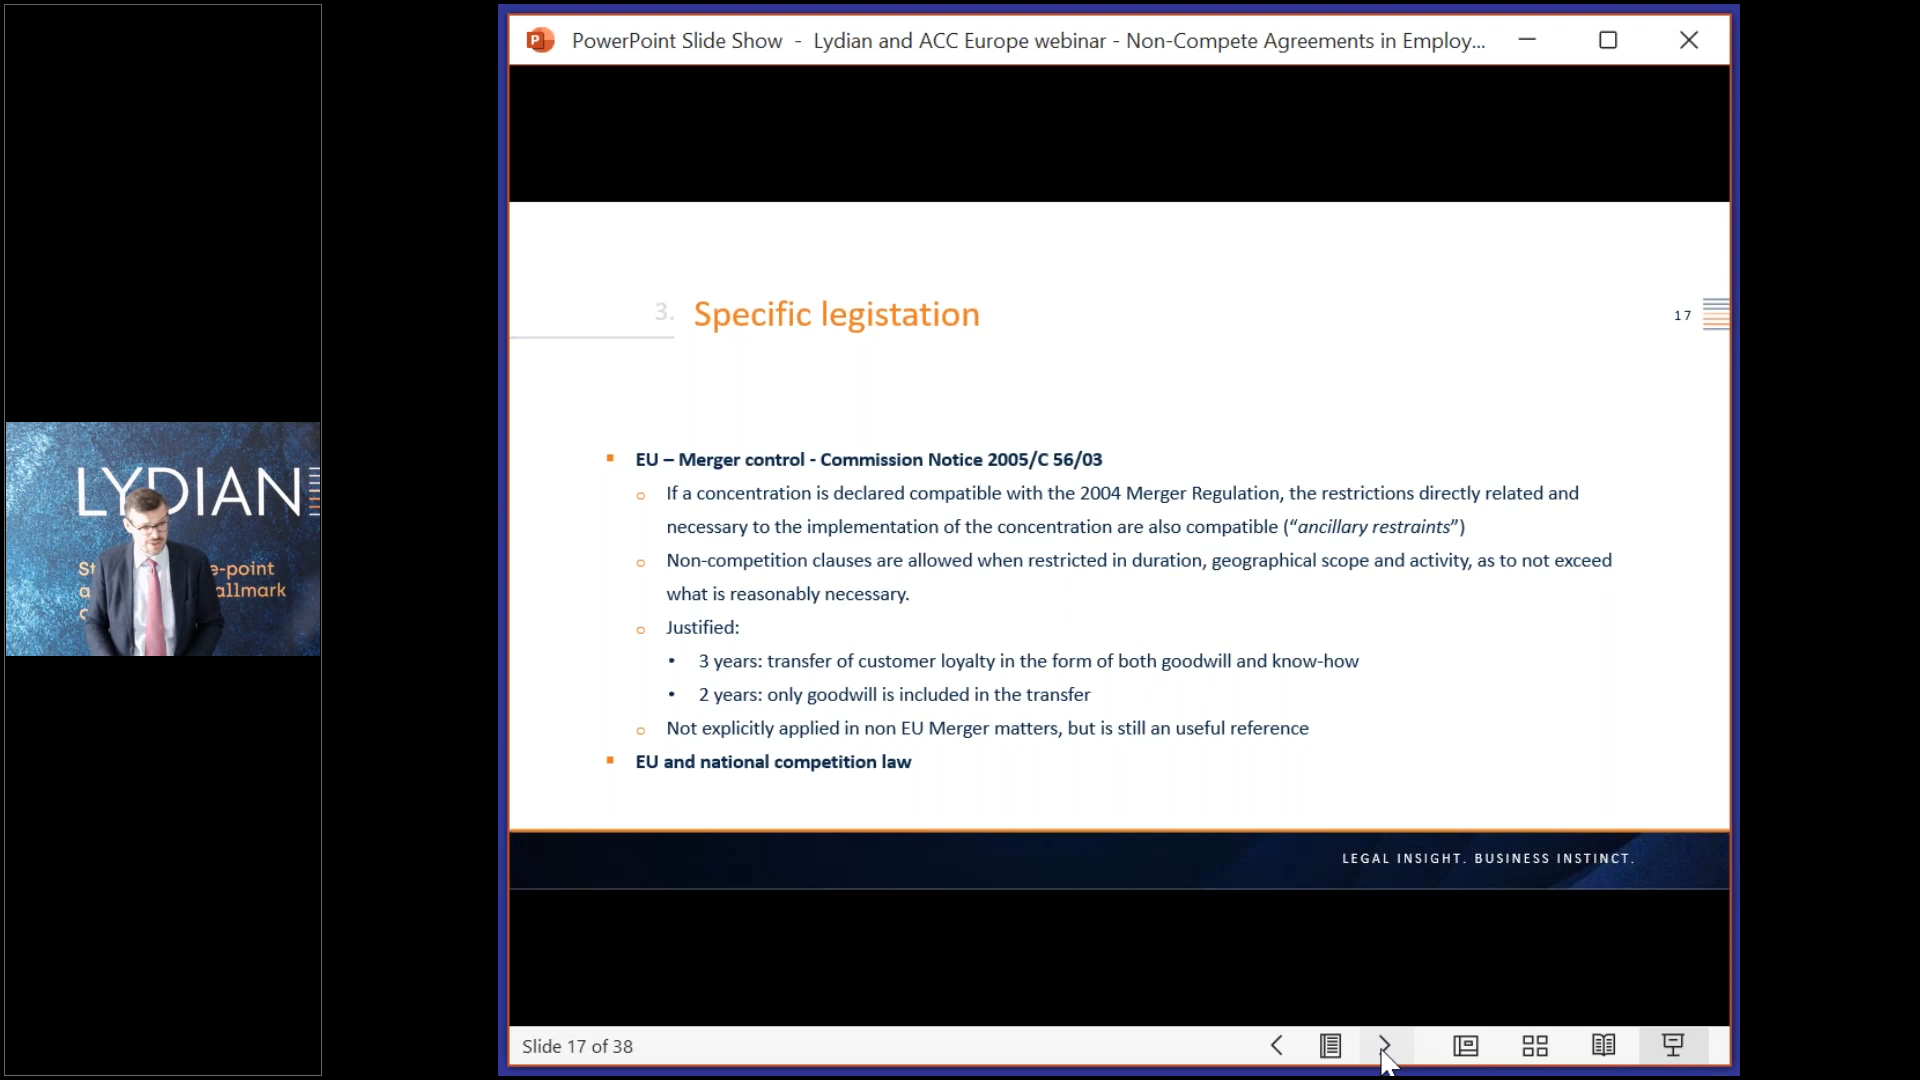 PowerPoint Slide Show - Lydian and ACC Europe webinar - Non-Compete Agreements in Employ...
3. Specific legistation
17
EU – Merger control - Commission Notice 2005/C 56/03
If a concentration is declared compatible with the 2004 Merger Regulation, the restrictions directly related and
necessary to the implementation of the concentration are also compatible (“ancillary restraints”)
Non-competition clauses are allowed when restricted in duration, geographical scope and activity, as to not exceed
what is reasonably necessary.
Justified:
3 years: transfer of customer loyalty in the form of both goodwill and know-how
2 years: only goodwill is included in the transfer
Not explicitly applied in non EU Merger matters, but is still an useful reference
EU and national competition law
LEGAL INSIGHT. BUSINESS INSTINCT.
Slide 17 of 38
LYDIAN